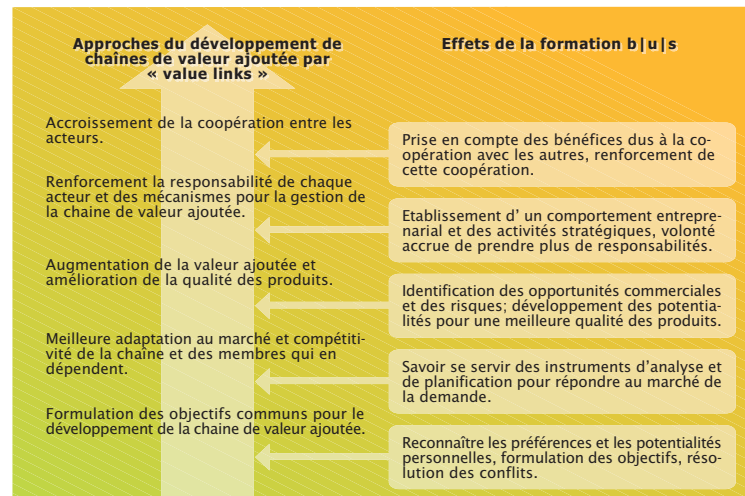 Approches du développement de
chaînes de valeur ajoutée par
« value links »
Accroissement de la coopération entre les
acteurs.
Renforcement la responsabilité de chaque
acteur et des mécanismes pour la gestion de
la chaine de valeur ajoutée.
Augmentation de la valeur ajoutée et
amélioration de la qualité des produits.
Meilleure adaptation au marché et compétiti-
vité de la chaîne et des membres qui en
dépendent.
Formulation des objectifs communs pour le
développement de la chaine de valeur ajoutée.
Effets de la formation b|u|s
Prise en compte des bénéfices dus à la co-
opération avec les autres, renforcement de
cette coopération.
Etablissement d' un comportement entrepre-
narial et des activités stratégiques, volonté
accrue de prendre plus de responsabilités.
Identification des opportunités commerciales
et des risques; développement des potentia-
lités pour une meilleure qualité des produits.
Savoir se servir des instruments d'analyse et
de planification pour répondre au marché de
la demande.
Reconnaître les préférences et les potentialités
personnelles, formulation des objectifs, réso-
lution des conflits.